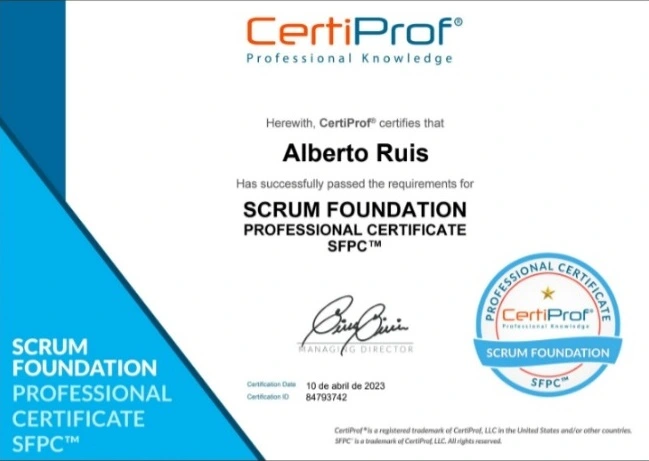 CertiProf®
Professional Knowledge
Herewith, CertiProf® certifies that
Alberto Ruis
Has successfully passed the requirements for
SCRUM FOUNDATION
PROFESSIONAL CERTIFICATE
SFPC™
MANAGING DIRECTOR
Certification Date 10 de abril de 2023
Certification ID 84793742
PROFESSIONAL CERTIFICATE
CertiProf®
Professional Knowledge
SCRUM FOUNDATION
SFPC™
SCRUM
FOUNDATION
PROFESSIONAL
CERTIFICATE
SFPC™
CertiProf® is a registered trademark of CertiProf, LLC in the United States and/or other countries.
SFPC™ is a trademark of CertiProf, LLC. All rights reserved.